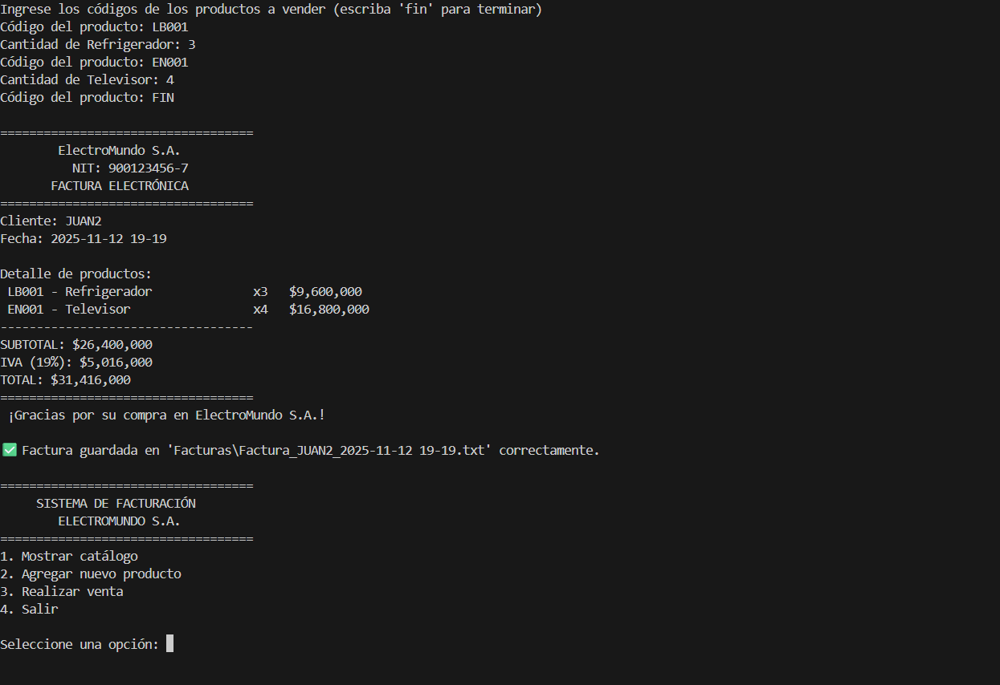 Ingrese los códigos de los productos a vender (escriba 'fin' para terminar)
Código del producto: LB001
Cantidad de Refrigerador: 3
Código del producto: EN001
Cantidad de Televisor: 4
Código del producto: FIN
===================================
ElectroMundo S.A.
NIT: 900123456-7
FACTURA ELECTRÓNICA
===================================
Cliente: JUAN2
Fecha: 2025-11-12 19-19
Detalle de productos:
LB001 - Refrigerador x3 $9,600,000
EN001 - Televisor x4 $16,800,000
-----------------------------------
SUBTOTAL: $26,400,000
IVA (19%): $5,016,000
TOTAL: $31,416,000
===================================
¡Gracias por su compra en ElectroMundo S.A.!
✅ Factura guardada en 'Facturas\Factura_JUAN2_2025-11-12 19-19.txt' correctamente.
===================================
SISTEMA DE FACTURACIÓN
ELECTROMUNDO S.A.
===================================
1. Mostrar catálogo
2. Agregar nuevo producto
3. Realizar venta
4. Salir
Seleccione una opción: